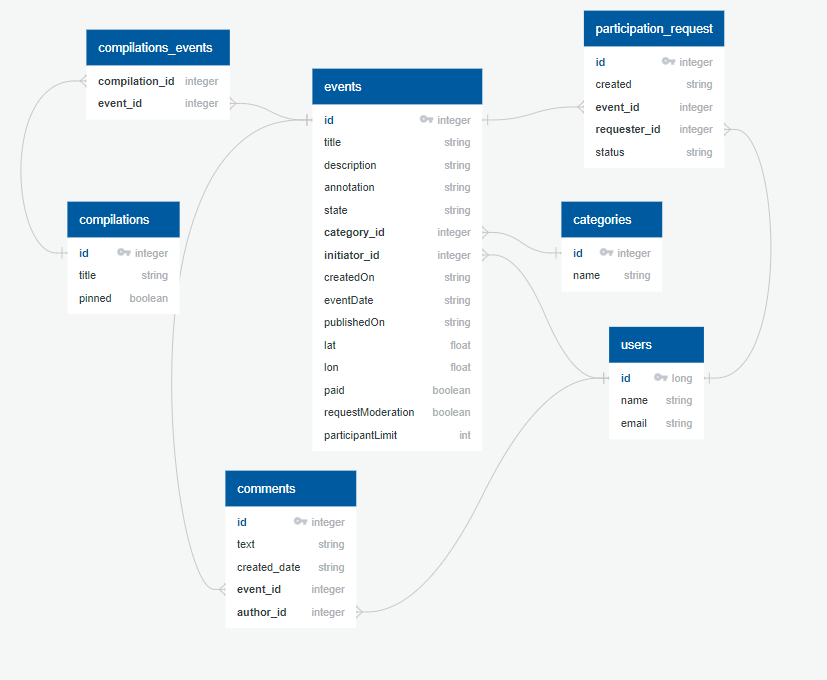 compilations_events
compilation_id integer
event_id integer
participation_request
id integer
created string
event_id integer
requester_id integer
status string
events
id integer
title string
description string
annotation string
state string
category_id integer
initiator_id integer
createdOn string
eventDate string
publishedOn string
lat float
lon float
paid boolean
requestModeration boolean
participantLimit int
compilations
id integer
title string
pinned boolean
categories
id integer
name string
users
id long
name string
email string
comments
id integer
text string
created_date string
event_id integer
author_id integer